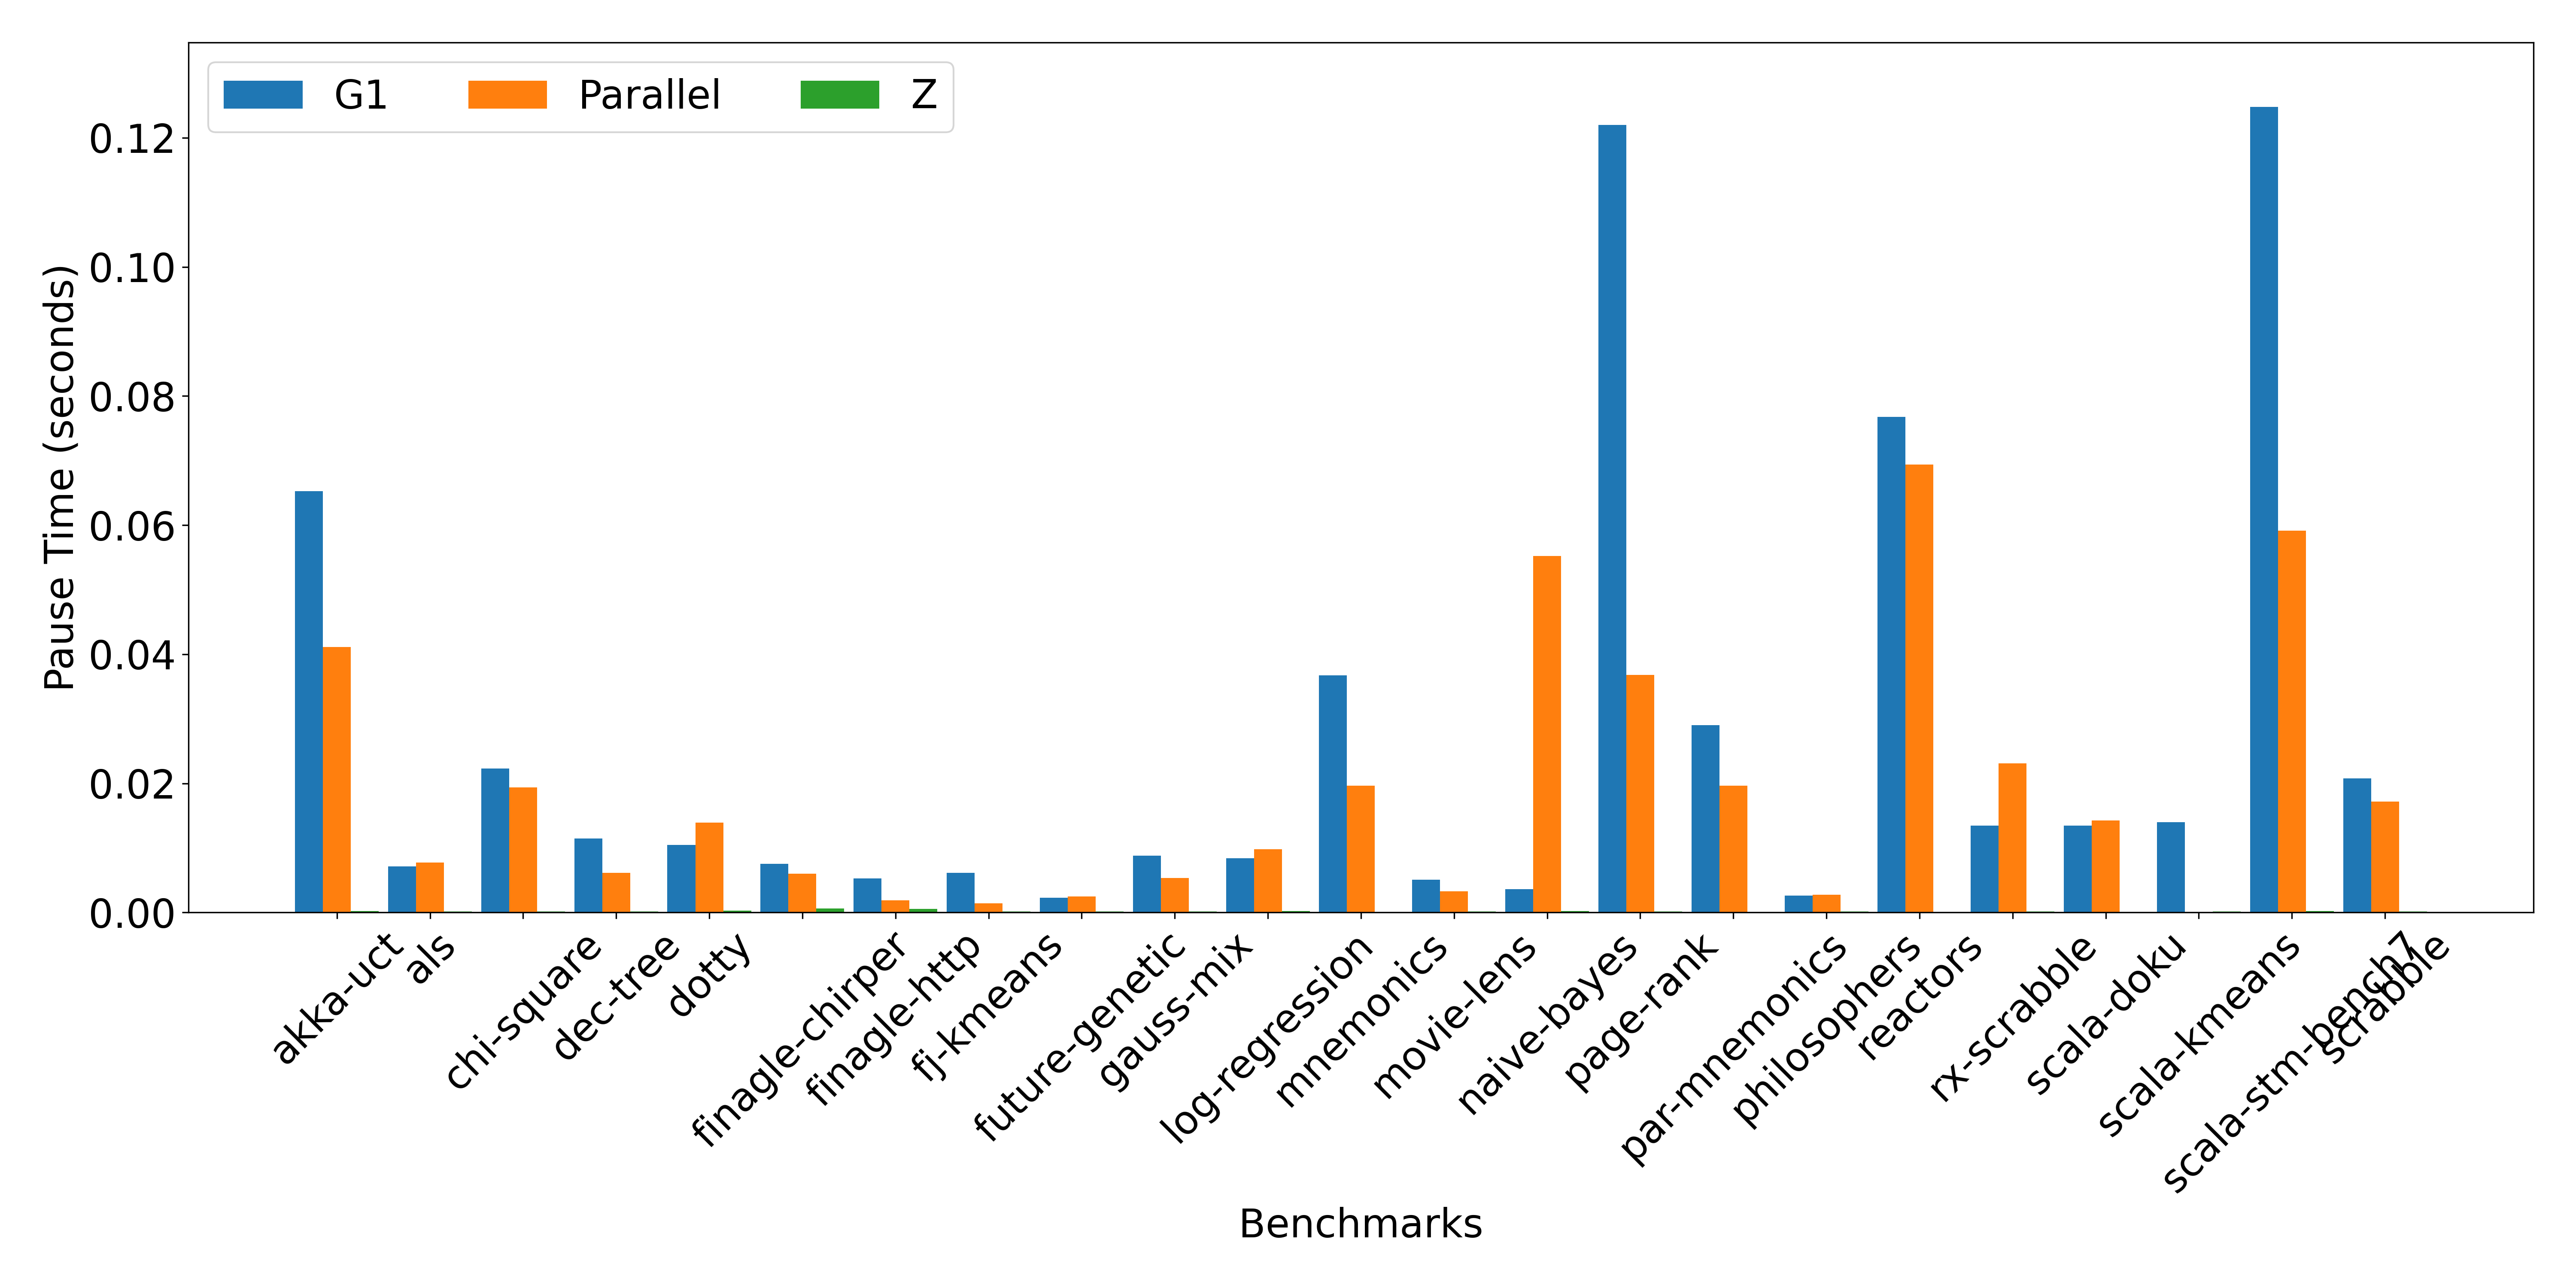 G1 Parallel Z
Pause Time (seconds)
0.12
0.10
0.08
0.06
0.04
0.02
0.00
akka-uct
als
chi-square
dec-tree
dotty
finagle-chirper
finagle-http
fj-kmeans
future-genetic
gauss-mix
log-regression
mnemonics
movie-lens
naive-bayes
page-rank
par-mnemonics
philosophers
reactors
rx-scrabble
scala-doku
scala-kmeans
scala-stm-bench7
scrabble
Benchmarks